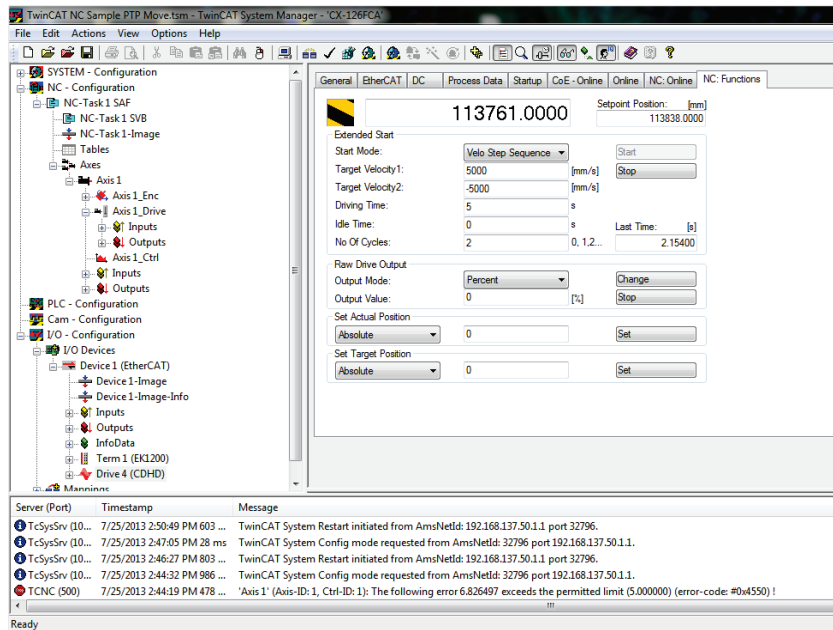 TwinCAT NC Sample PTP Move.tsm - TwinCAT System Manager - 'CX-126FCA'
File Edit Actions View Options Help
SYSTEM - Configuration
NC - Configuration
NC-Task 1 SAF
NC-Task 1 SVB
NC-Task 1-Image
Tables
Axes
Axis 1
Axis 1_Enc
Axis 1_Drive
Inputs
Outputs
Axis 1_Ctrl
Inputs
Outputs
PLC - Configuration
Cam - Configuration
I/O - Configuration
I/O Devices
Device 1 (EtherCAT)
Device 1-Image
Device 1-Image-Info
Inputs
Outputs
InfoData
Term 1 (EK1200)
Drive 4 (CDHD)
Mappings
General EtherCAT DC Process Data Startup CoE - Online Online NC: Online NC: Functions
113761.0000
Setpoint Position: [mm]
113838.0000
Extended Start
Start Mode: Velo Step Sequence Start
Target Velocity1: 5000 [mm/s] Stop
Target Velocity2: -5000 [mm/s]
Driving Time: 5 s
Idle Time: 0 s Last Time: [s]
No Of Cycles: 2 0, 1,2... 2.15400
Raw Drive Output
Output Mode: Percent Change
Output Value: 0 [%] Stop
Set Actual Position
Absolute 0 Set
Set Target Position
Absolute 0 Set
Server (Port) Timestamp Message
TcSysSrv (10... 7/25/2013 2:50:49 PM 603 ... TwinCAT System Restart initiated from AmsNetId: 192.168.137.50.1.1 port 32796.
TcSysSrv (10... 7/25/2013 2:47:05 PM 28 ms TwinCAT System Config mode requested from AmsNetId: 32796 port 192.168.137.50.1.1.
TcSysSrv (10... 7/25/2013 2:46:27 PM 803 ... TwinCAT System Restart initiated from AmsNetId: 192.168.137.50.1.1 port 32796.
TcSysSrv (10... 7/25/2013 2:44:32 PM 986 ... TwinCAT System Config mode requested from AmsNetId: 32796 port 192.168.137.50.1.1.
TCNC (500) 7/25/2013 2:44:19 PM 478 ... 'Axis 1' (Axis-ID: 1, Ctrl-ID: 1): The following error 6.826497 exceeds the permitted limit (5.000000) (error-code: #0x4550) !
Ready